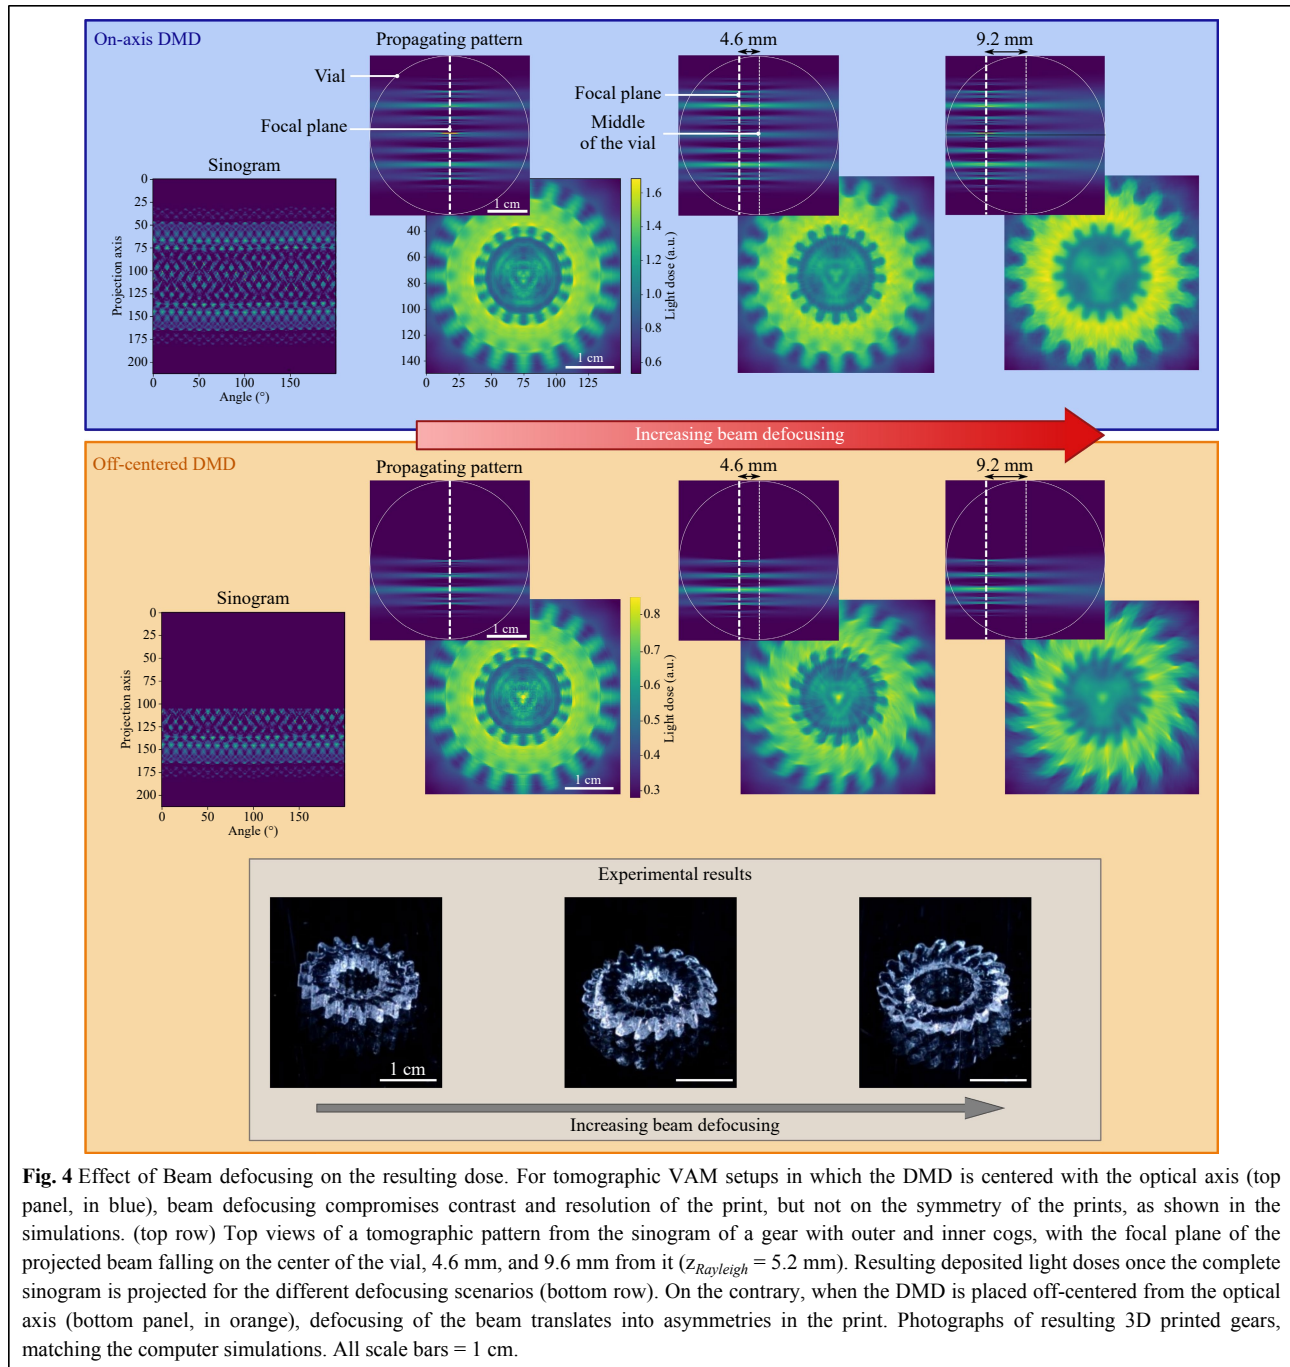 On-axis DMD
Propagating pattern
4.6 mm
9.2 mm
Vial
Focal plane
Focal plane
Middle
of the vial
Sinogram
0
25
50
75
100
125
150
175
200
Projection axis
0
50
100
150
Angle (°)
1 cm
40
60
80
100
120
140
0
25
50
75
100
125
1 cm
1.6
1.4
1.2
1.0
0.8
0.6
Light dose (a.u.)
Increasing beam defocusing
Off-centered DMD
Propagating pattern
4.6 mm
9.2 mm
Sinogram
0
25
50
75
100
125
150
175
200
Projection axis
0
50
100
150
Angle (°)
1 cm
1 cm
0.8
0.7
0.6
0.5
0.4
0.3
Light dose (a.u.)
Experimental results
1 cm
Increasing beam defocusing
Fig. 4 Effect of Beam defocusing on the resulting dose. For tomographic VAM setups in which the DMD is centered with the optical axis (top
panel, in blue), beam defocusing compromises contrast and resolution of the print, but not on the symmetry of the prints, as shown in the
simulations. (top row) Top views of a tomographic pattern from the sinogram of a gear with outer and inner cogs, with the focal plane of the
projected beam falling on the center of the vial, 4.6 mm, and 9.6 mm from it (zRayleigh = 5.2 mm). Resulting deposited light doses once the complete
sinogram is projected for the different defocusing scenarios (bottom row). On the contrary, when the DMD is placed off-centered from the optical
axis (bottom panel, in orange), defocusing of the beam translates into asymmetries in the print. Photographs of resulting 3D printed gears,
matching the computer simulations. All scale bars = 1 cm.